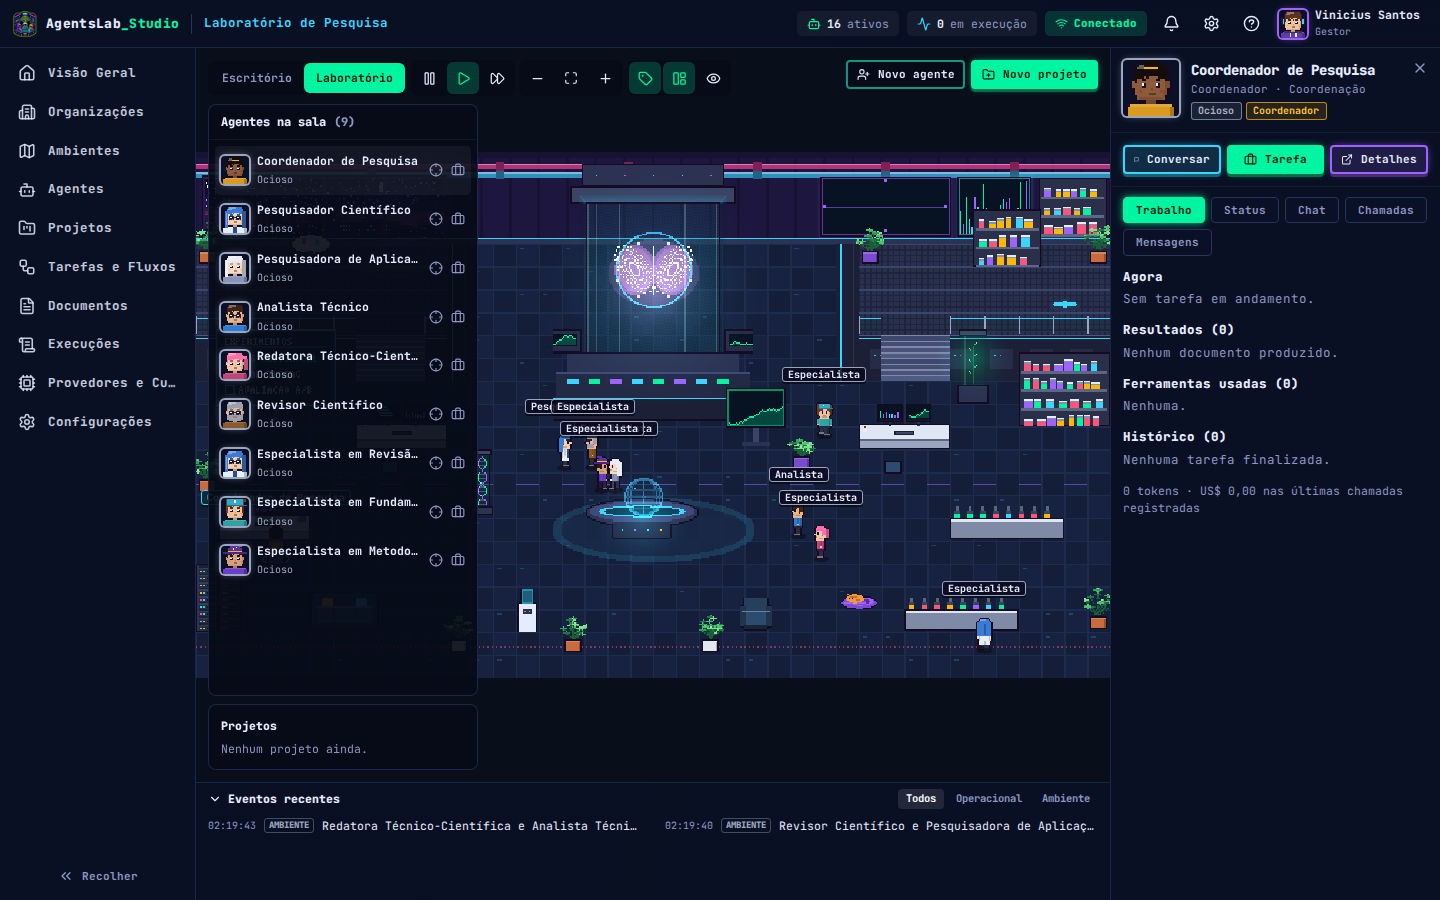 AgentsLab_Studio
Laboratório de Pesquisa
16 ativos
0 em execução
Conectado
Vinicius Santos
Gestor
Visão Geral
Organizações
Ambientes
Agentes
Projetos
Tarefas e Fluxos
Documentos
Execuções
Provedores e Cu…
Configurações
Recolher
Escritório
Laboratório
Novo agente
Novo projeto
Agentes na sala (9)
Coordenador de Pesquisa
Ocioso
Pesquisador Científico
Ocioso
Pesquisadora de Aplica…
Ocioso
Analista Técnico
Ocioso
Redatora Técnico-Cient…
Ocioso
Revisor Científico
Ocioso
Especialista em Revisã…
Ocioso
Especialista em Fundam…
Ocioso
Especialista em Metodo…
Ocioso
Projetos
Nenhum projeto ainda.
Especialista
Especialista
Especialista
Analista
Especialista
Especialista
Eventos recentes
Todos
Operacional
Ambiente
02:19:43 AMBIENTE Redatora Técnico-Científica e Analista Técni…
02:19:40 AMBIENTE Revisor Científico e Pesquisadora de Aplicaç…
Coordenador de Pesquisa
Coordenador · Coordenação
Ocioso
Coordenador
Conversar
Tarefa
Detalhes
Trabalho
Status
Chat
Chamadas
Mensagens
Agora
Sem tarefa em andamento.
Resultados (0)
Nenhum documento produzido.
Ferramentas usadas (0)
Nenhuma.
Histórico (0)
Nenhuma tarefa finalizada.
0 tokens · US$ 0,00 nas últimas chamadas
registradas